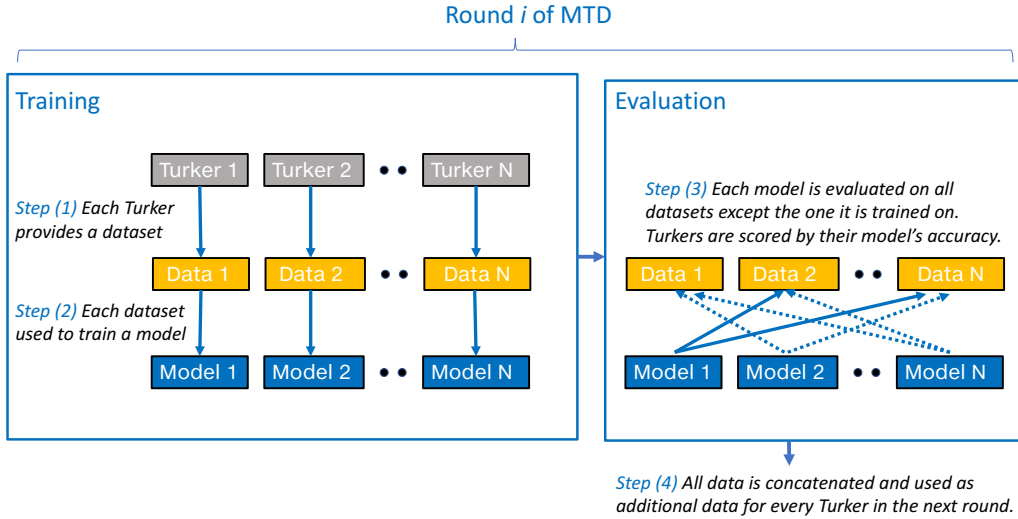 Round i of MTD
Training
Turker 1
Turker 2
Turker N
Step (1) Each Turker
provides a dataset
Data 1
Data 2
Data N
Step (2) Each dataset
used to train a model
Model 1
Model 2
Model N
Evaluation
Step (3) Each model is evaluated on all
datasets except the one it is trained on.
Turkers are scored by their model's accuracy.
Data 1
Data 2
Data N
Model 1
Model 2
Model N
Step (4) All data is concatenated and used as
additional data for every Turker in the next round.